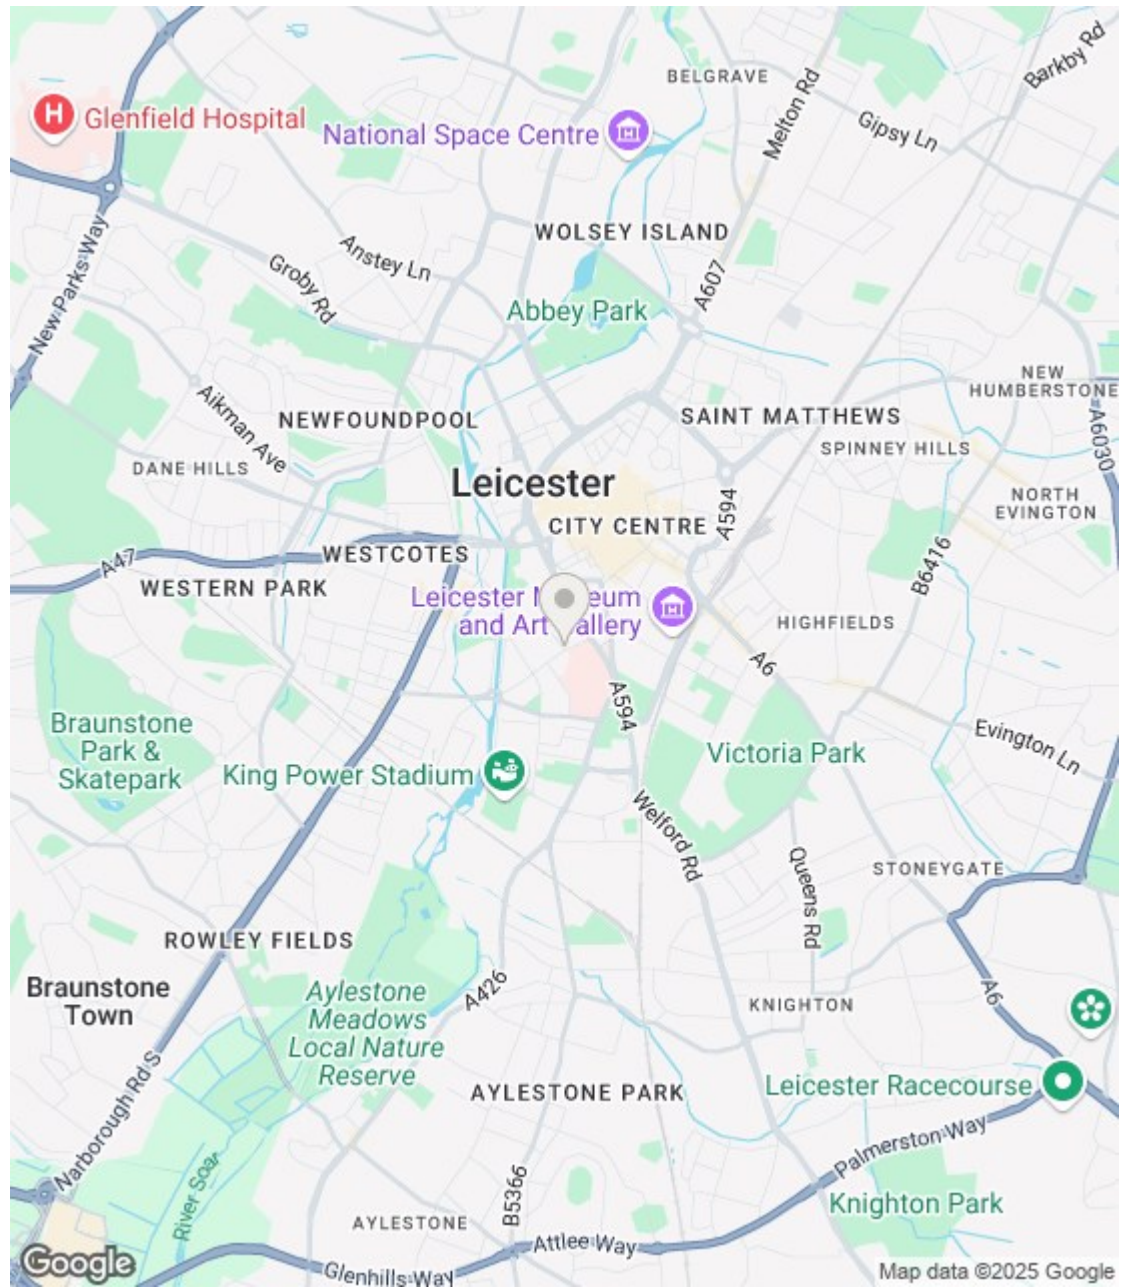 BELGRAVE
Barkby Rd
Melton Rd
Gipsy Ln
H
Glenfield Hospital
National Space Centre
WOLSEY ISLAND
Anstey Ln
Groby Rd
New Parks Way
A607
Abbey Park
NEW
HUMBERSTONE
Aikman Ave
NEWFOUNDPOOL
SAINT MATTHEWS
A6030
SPINNEY HILLS
DANE HILLS
Leicester
NORTH
EVINGTON
CITY CENTRE
A594
WESTCOTES
A47
WESTERN PARK
B6416
Leicester M eum
and Art allery
HIGHFIELDS
A6
A594
Braunstone
Park &
Skatepark
Evington Ln
Victoria Park
King Power Stadium
Welford Rd
Queens Rd
STONEYGATE
ROWLEY FIELDS
A426
A6
Braunstone
Town
Aylestone
Meadows
Local Nature
Reserve
KNIGHTON
Narborough Rd S
AYLESTONE PARK
Leicester Racecourse
Palmerston Way
River Soar
B5366
Knighton Park
AYLESTONE
Attlee Way
Glenhills Way
Google
Map data ©2025 Google